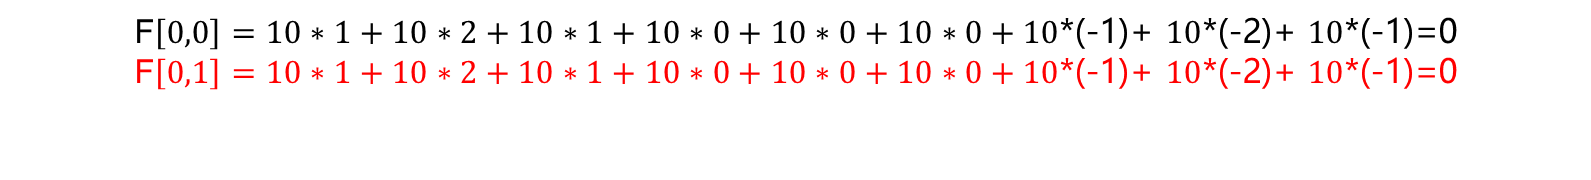 F[0,0] = 10 ∗ 1 + 10 ∗ 2 + 10 ∗ 1 + 10 ∗ 0 + 10 ∗ 0 + 10 ∗ 0 + 10*(-1)+ 10*(-2)+ 10*(-1)=0
F[0,1] = 10 ∗ 1 + 10 ∗ 2 + 10 ∗ 1 + 10 ∗ 0 + 10 ∗ 0 + 10 ∗ 0 + 10*(-1)+ 10*(-2)+ 10*(-1)=0